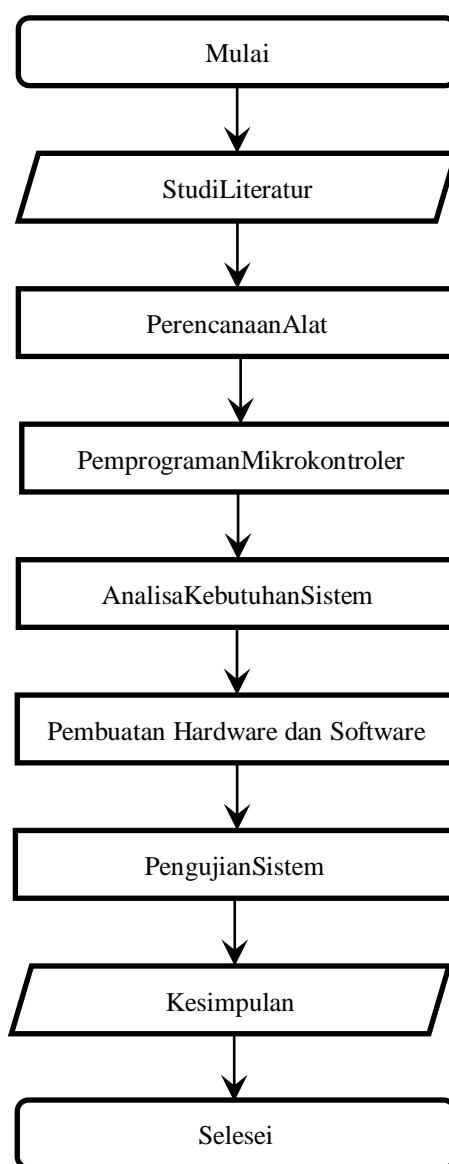 Mulai
StudiLiteratur
PerencanaanAlat
PemprogramanMikrokontroler
AnalisaKebutuhanSistem
Pembuatan Hardware dan Software
PengujianSistem
Kesimpulan
Selesei